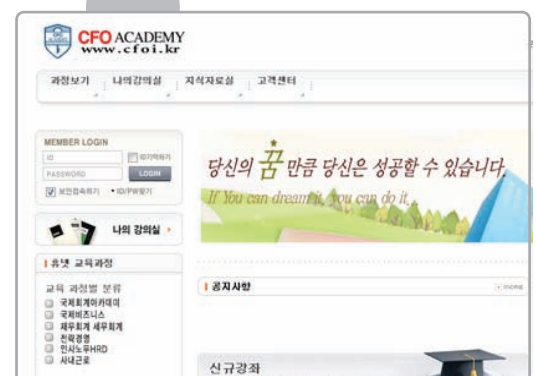 CFO ACADEMY
www.cfoi.kr
과정보기 나의강의실 지식자료실 고객센터
MEMBER LOGIN
ID
ID기억하기
PASSWORD
LOGIN
보안접속하기 • ID/PW찾기
당신의 꿈 만큼 당신은 성공할 수 있습니다.
If You can dream it, you can do it.
나의 강의실
휴넷 교육과정
교육 과정별 분류
국제회계아카데미
국제비즈니스
재무회계 세무회계
전략경영
인사노무HRD
사내근로
공지사항
MORE
신규강좌